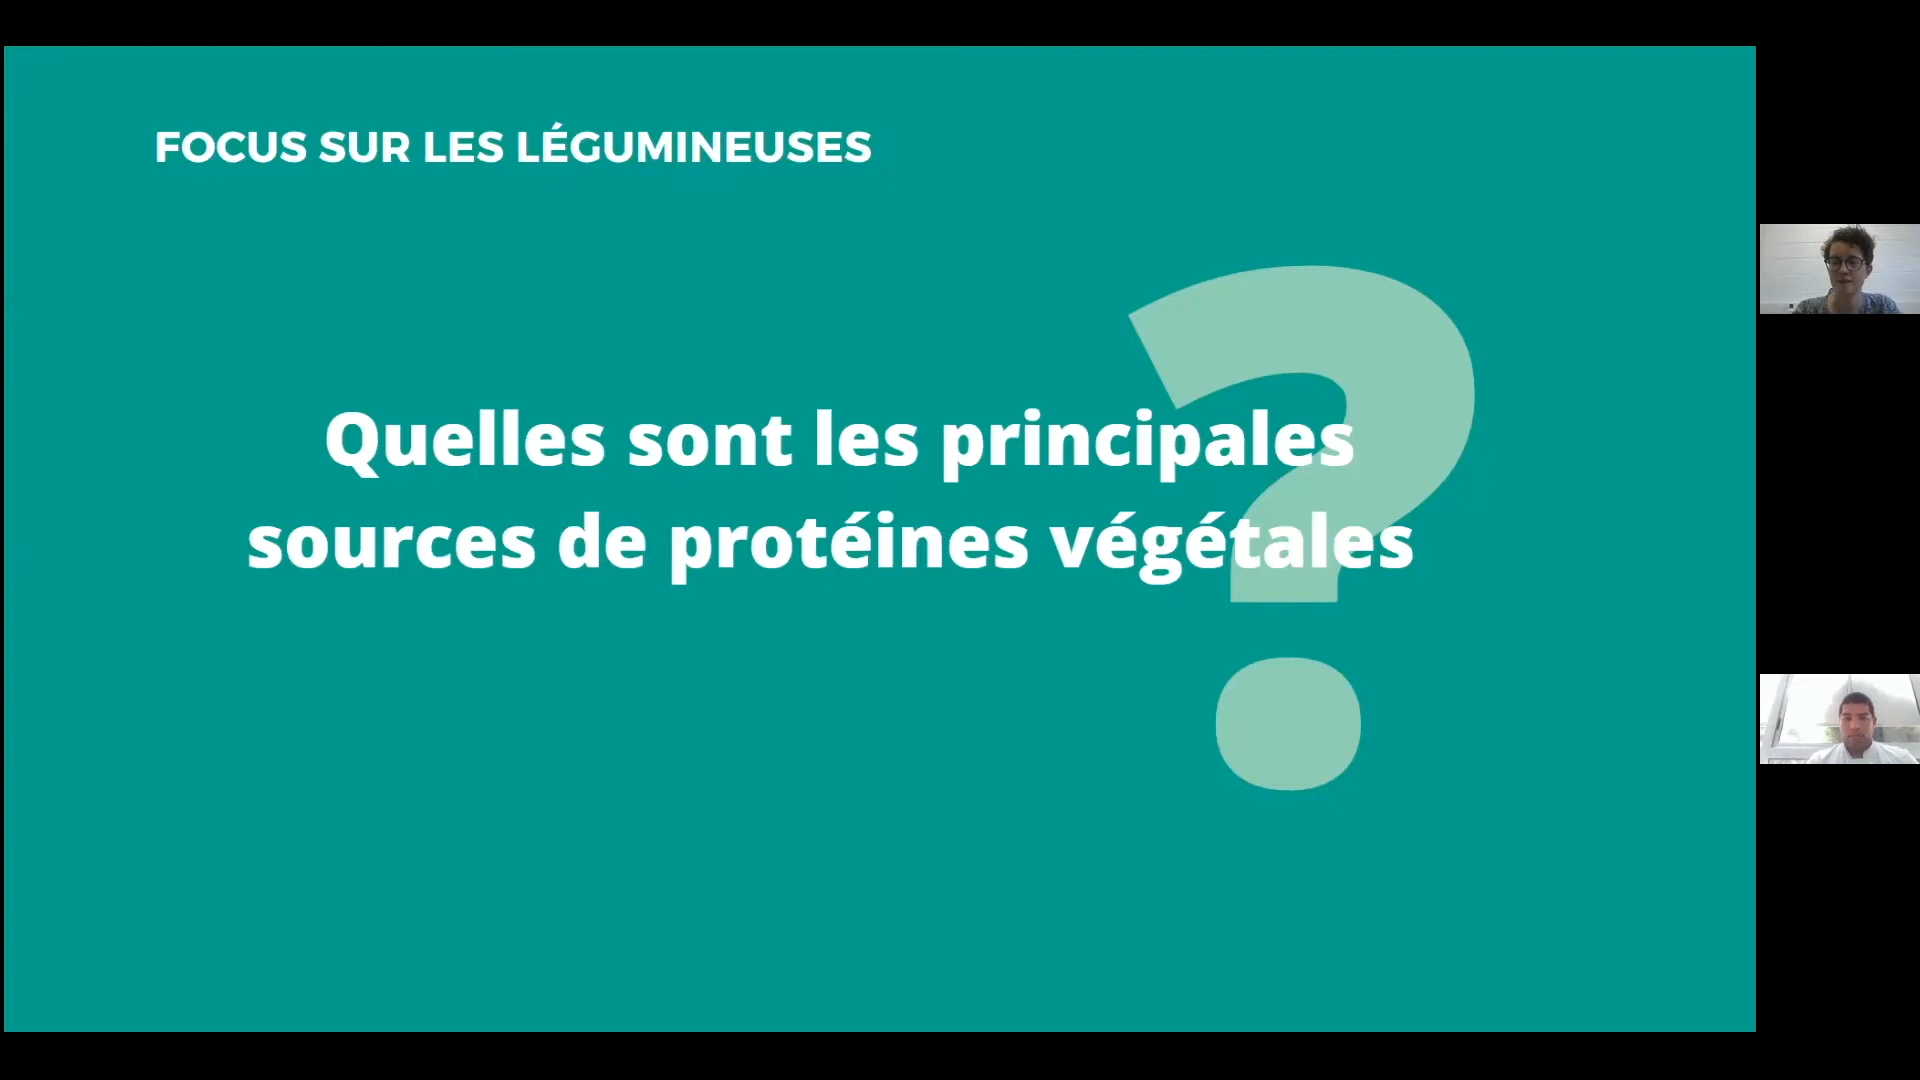 FOCUS SUR LES LÉGUMINEUSES
Quelles sont les principales
sources de protéines végétales
?